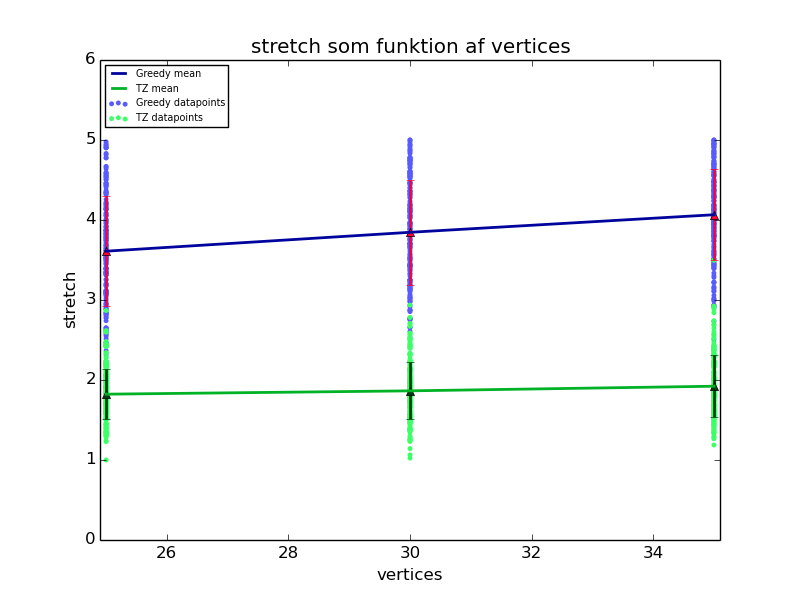 stretch som funktion af vertices
6
Greedy mean
TZ mean
Greedy datapoints
TZ datapoints
5
4
3
2
1
0
stretch
26
28
30
32
34
vertices